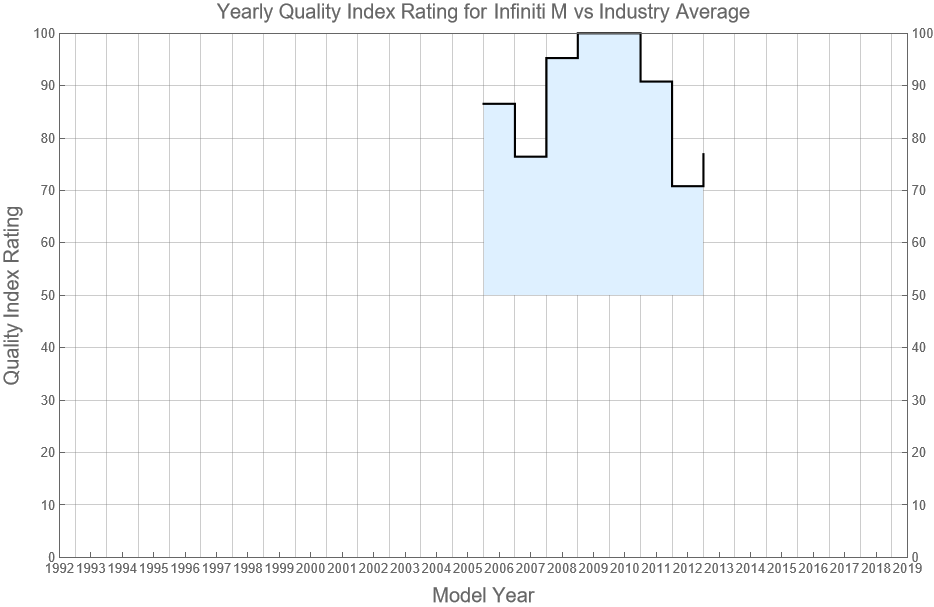 Yearly Quality Index Rating for Infiniti M vs Industry Average
100 100
90 90
80 80
70 70
60 60
50 50
40 40
30 30
20 20
10 10
0 0
Quality Index Rating
1992 1993 1994 1995 1996 1997 1998 1999 2000 2001 2002 2003 2004 2005 2006 2007 2008 2009 2010 2011 2012 2013 2014 2015 2016 2017 2018 2019
Model Year